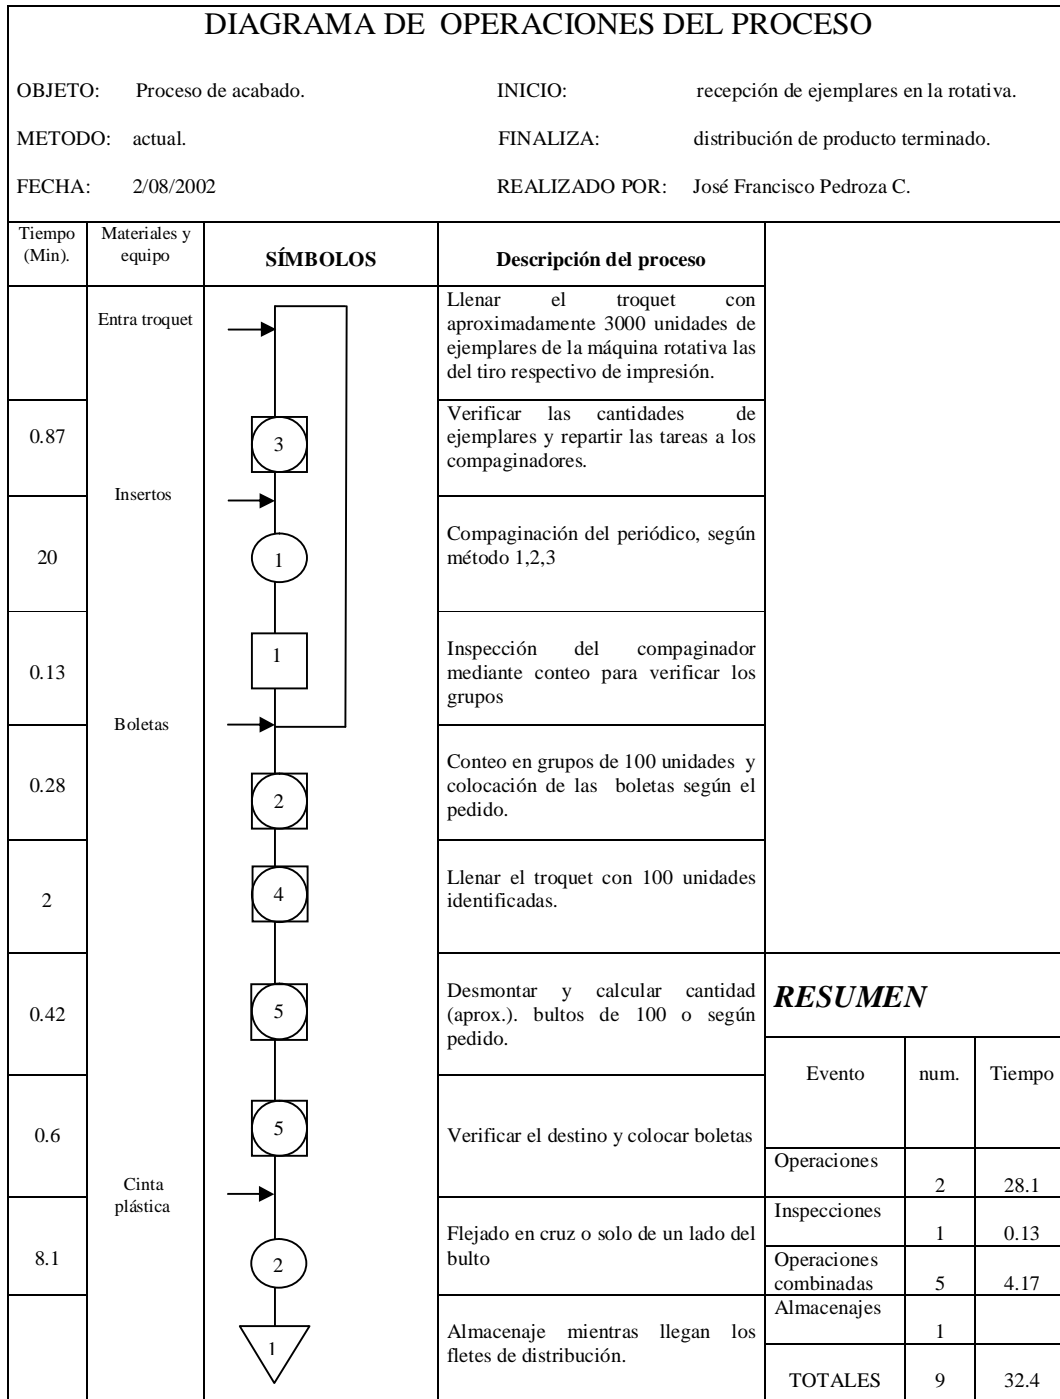 DIAGRAMA DE OPERACIONES DEL PROCESO
OBJETO: Proceso de acabado. INICIO: recepción de ejemplares en la rotativa.
METODO: actual. FINALIZA: distribución de producto terminado.
FECHA: 2/08/2002 REALIZADO POR: José Francisco Pedroza C.
Tiempo
(Min).
Materiales y
equipo
SÍMBOLOS
Descripción del proceso
Entra troquet
Llenar el troquet con
aproximadamente 3000 unidades de
ejemplares de la máquina rotativa las
del tiro respectivo de impresión.
0.87
3
Verificar las cantidades de
ejemplares y repartir las tareas a los
compaginadores.
Insertos
20
1
Compaginación del periódico, según
método 1,2,3
0.13
1
Inspección del compaginador
mediante conteo para verificar los
grupos
Boletas
0.28
2
Conteo en grupos de 100 unidades y
colocación de las boletas según el
pedido.
2
4
Llenar el troquet con 100 unidades
identificadas.
0.42
5
Desmontar y calcular cantidad
(aprox.). bultos de 100 o según
pedido.
0.6
5
Verificar el destino y colocar boletas
Cinta
plástica
8.1
2
Flejado en cruz o solo de un lado del
bulto
1
Almacenaje mientras llegan los
fletes de distribución.
RESUMEN
Evento num. Tiempo
Operaciones
2 28.1
Inspecciones
1 0.13
Operaciones
combinadas 5 4.17
Almacenajes
1
TOTALES 9 32.4